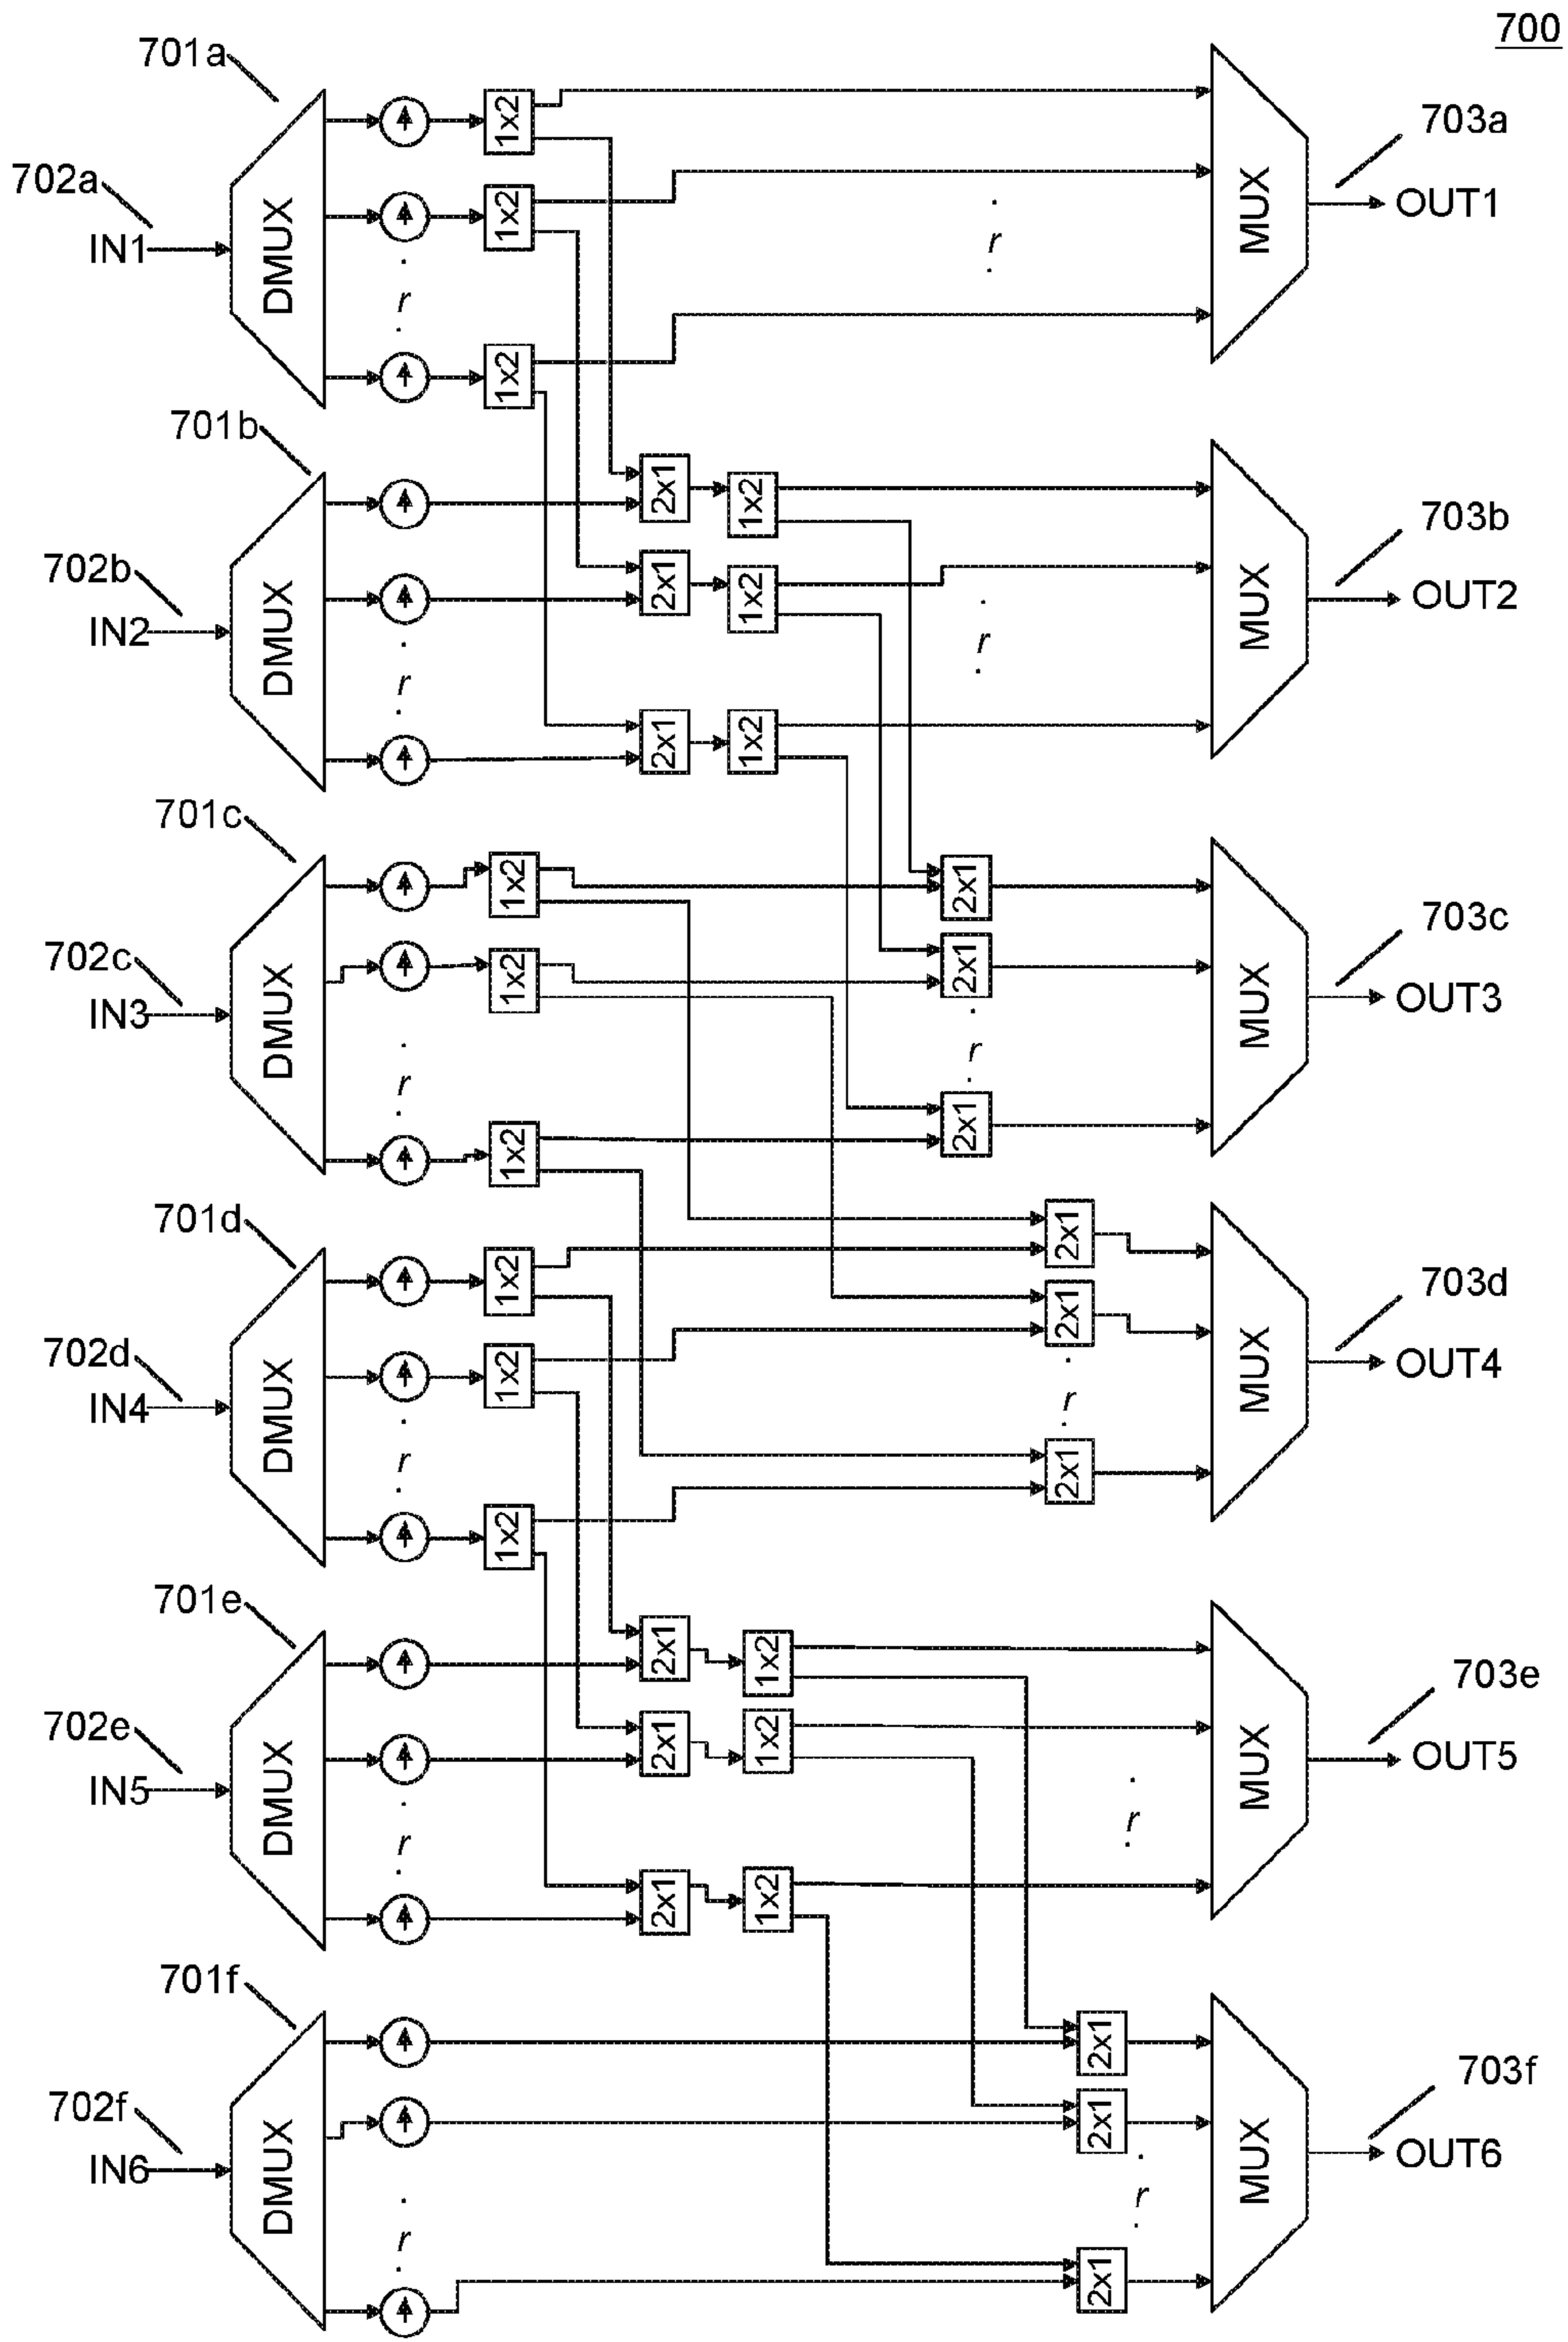 700
701a
702a
IN1
DMUX
1x2
1x2
1x2
r
r
MUX
703a
OUT1
701b
702b
IN2
DMUX
r
2x1
1x2
2x1
1x2
2x1
1x2
r
MUX
703b
OUT2
701c
702c
IN3
DMUX
r
1x2
1x2
1x2
2x1
2x1
r
2x1
MUX
703c
OUT3
701d
702d
IN4
DMUX
r
1x2
1x2
1x2
2x1
2x1
r
2x1
MUX
703d
OUT4
701e
702e
IN5
DMUX
r
2x1
1x2
2x1
1x2
2x1
1x2
r
MUX
703e
OUT5
701f
702f
IN6
DMUX
r
2x1
2x1
r
2x1
MUX
703f
OUT6